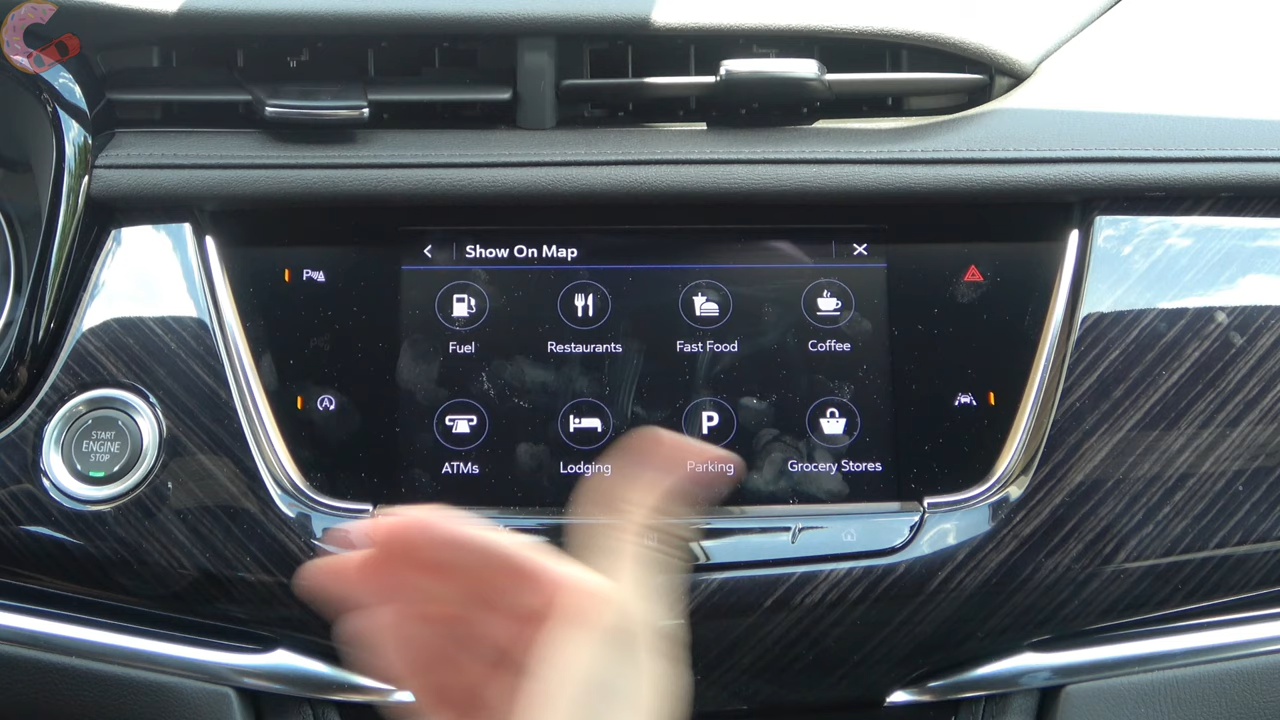 Show On Map
Fuel
Restaurants
Fast Food
Coffee
ATMs
P
Lodging
Parking
Grocery Stores
P
A
START
ENGINE
STOP